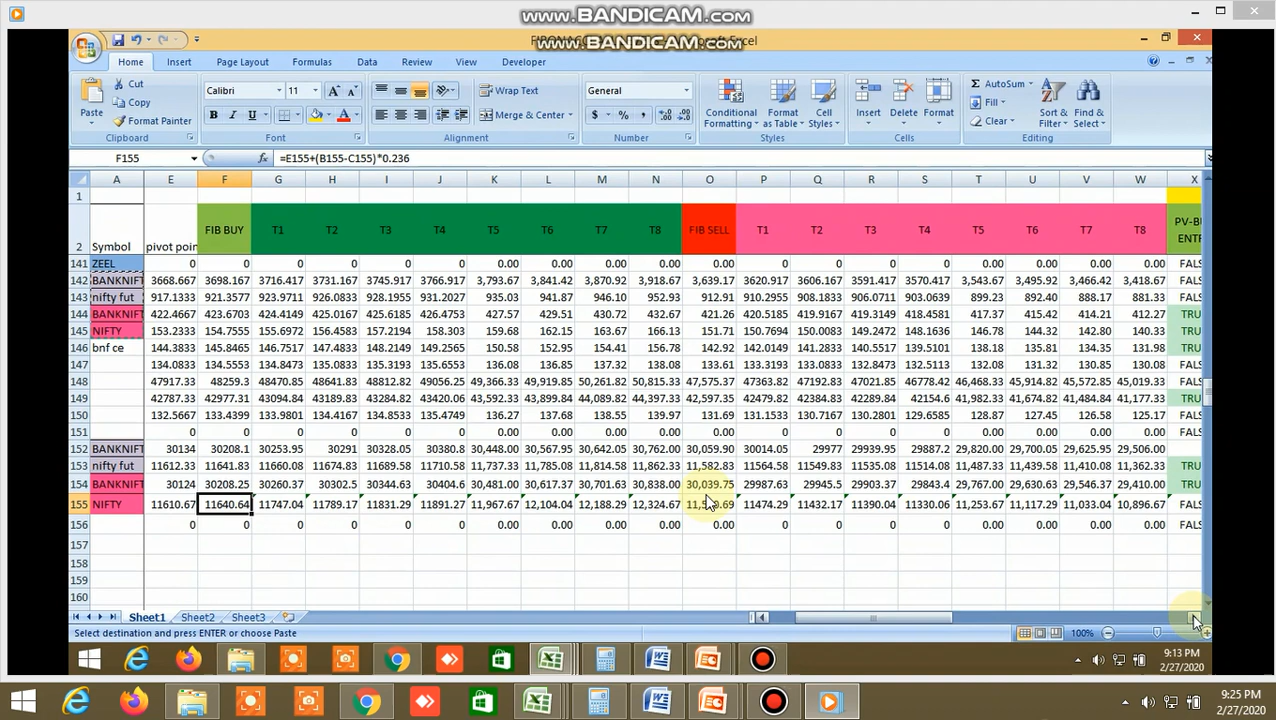 www.BANDICAM.com
www.BANDICAM.com
Home Insert Page Layout Formulas Data Review View Developer
Paste Cut Copy Format Painter Calibri 11 Wrap Text Merge & Center General Conditional Formatting Format as Table Cell Styles Insert Delete Format AutoSum Fill Clear Sort & Filter Find & Select
Clipboard Font Alignment Number Styles Cells Editing
F155 fx =E155+(B155-C155)*0.236
A E F G H I J K L M N O P Q R S T U V W X
1
2 Symbol pivot poin FIB BUY T1 T2 T3 T4 T5 T6 T7 T8 FIB SELL T1 T2 T3 T4 T5 T6 T7 T8 PV-BU ENTR
141 ZEEL 0 0 0 0 0 0 0.00 0.00 0.00 0.00 0.00 0 0 0 0 0.00 0.00 0.00 0.00 FALS
142 BANKNIFT 3668.667 3698.167 3716.417 3731.167 3745.917 3766.917 3,793.67 3,841.42 3,870.92 3,918.67 3,639.17 3620.917 3606.167 3591.417 3570.417 3,543.67 3,495.92 3,466.42 3,418.67 FALS
143 nifty fut 917.1333 921.3577 923.9711 926.0833 928.1955 931.2027 935.03 941.87 946.10 952.93 912.91 910.2955 908.1833 906.0711 903.0639 899.23 892.40 888.17 881.33 FALS
144 BANKNIFT 422.4667 423.6703 424.4149 425.0167 425.6185 426.4753 427.57 429.51 430.72 432.67 421.26 420.5185 419.9167 419.3149 418.4581 417.37 415.42 414.21 412.27 TRU
145 NIFTY 153.2333 154.7555 155.6972 156.4583 157.2194 158.303 159.68 162.15 163.67 166.13 151.71 150.7694 150.0083 149.2472 148.1636 146.78 144.32 142.80 140.33 TRU
146 bnf ce 144.3833 145.8465 146.7517 147.4833 148.2149 149.2565 150.58 152.95 154.41 156.78 142.92 142.0149 141.2833 140.5517 139.5101 138.18 135.81 134.35 131.98 TRU
147 134.0833 134.5553 134.8473 135.0833 135.3193 135.6553 136.08 136.85 137.32 138.08 133.61 133.3193 133.0833 132.8473 132.5113 132.08 131.32 130.85 130.08 FALS
148 47917.33 48259.3 48470.85 48641.83 48812.82 49056.25 49,366.33 49,919.85 50,261.82 50,815.33 47,575.37 47363.82 47192.83 47021.85 46778.42 46,468.33 45,914.82 45,572.85 45,019.33 FALS
149 42787.33 42977.31 43094.84 43189.83 43284.82 43420.06 43,592.33 43,899.84 44,089.82 44,397.33 42,597.35 42479.82 42384.83 42289.84 42154.6 41,982.33 41,674.82 41,484.84 41,177.33 FALS
150 132.5667 133.4399 133.9801 134.4167 134.8533 135.4749 136.27 137.68 138.55 139.97 131.69 131.1533 130.7167 130.2801 129.6585 128.87 127.45 126.58 125.17 FALS
151 0 0 0 0 0 0 0.00 0.00 0.00 0.00 0.00 0 0 0 0 0.00 0.00 0.00 0.00 FALS
152 BANKNIFT 30134 30208.1 30253.95 30291 30328.05 30380.8 30,448.00 30,567.95 30,642.05 30,762.00 30,059.90 30014.05 29977 29939.95 29887.2 29,820.00 29,700.05 29,625.95 29,506.00 FALS
153 nifty fut 11612.33 11641.83 11660.08 11674.83 11689.58 11710.58 11,737.33 11,785.08 11,814.58 11,862.33 11,582.83 11564.58 11549.83 11535.08 11514.08 11,487.33 11,439.58 11,410.08 11,362.33 TRU
154 BANKNIFT 30124 30208.25 30260.37 30302.5 30344.63 30404.6 30,481.00 30,617.37 30,701.63 30,838.00 30,039.75 29987.63 29945.5 29903.37 29843.4 29,767.00 29,630.63 29,546.37 29,410.00 TRU
155 NIFTY 11610.67 11640.64 11747.04 11789.17 11831.29 11891.27 11,967.67 12,104.04 12,188.29 12,324.67 11474.29 11432.17 11390.04 11330.06 11,253.67 11,117.29 11,033.04 10,896.67 FALS
156 0 0 0 0 0 0 0.00 0.00 0.00 0.00 0.00 0 0 0 0 0.00 0.00 0.00 0.00 FALS
157
158
159
160
Sheet1 Sheet2 Sheet3
Select destination and press ENTER or choose Paste 100%
9:13 PM
2/27/2020
9:25 PM
2/27/2020